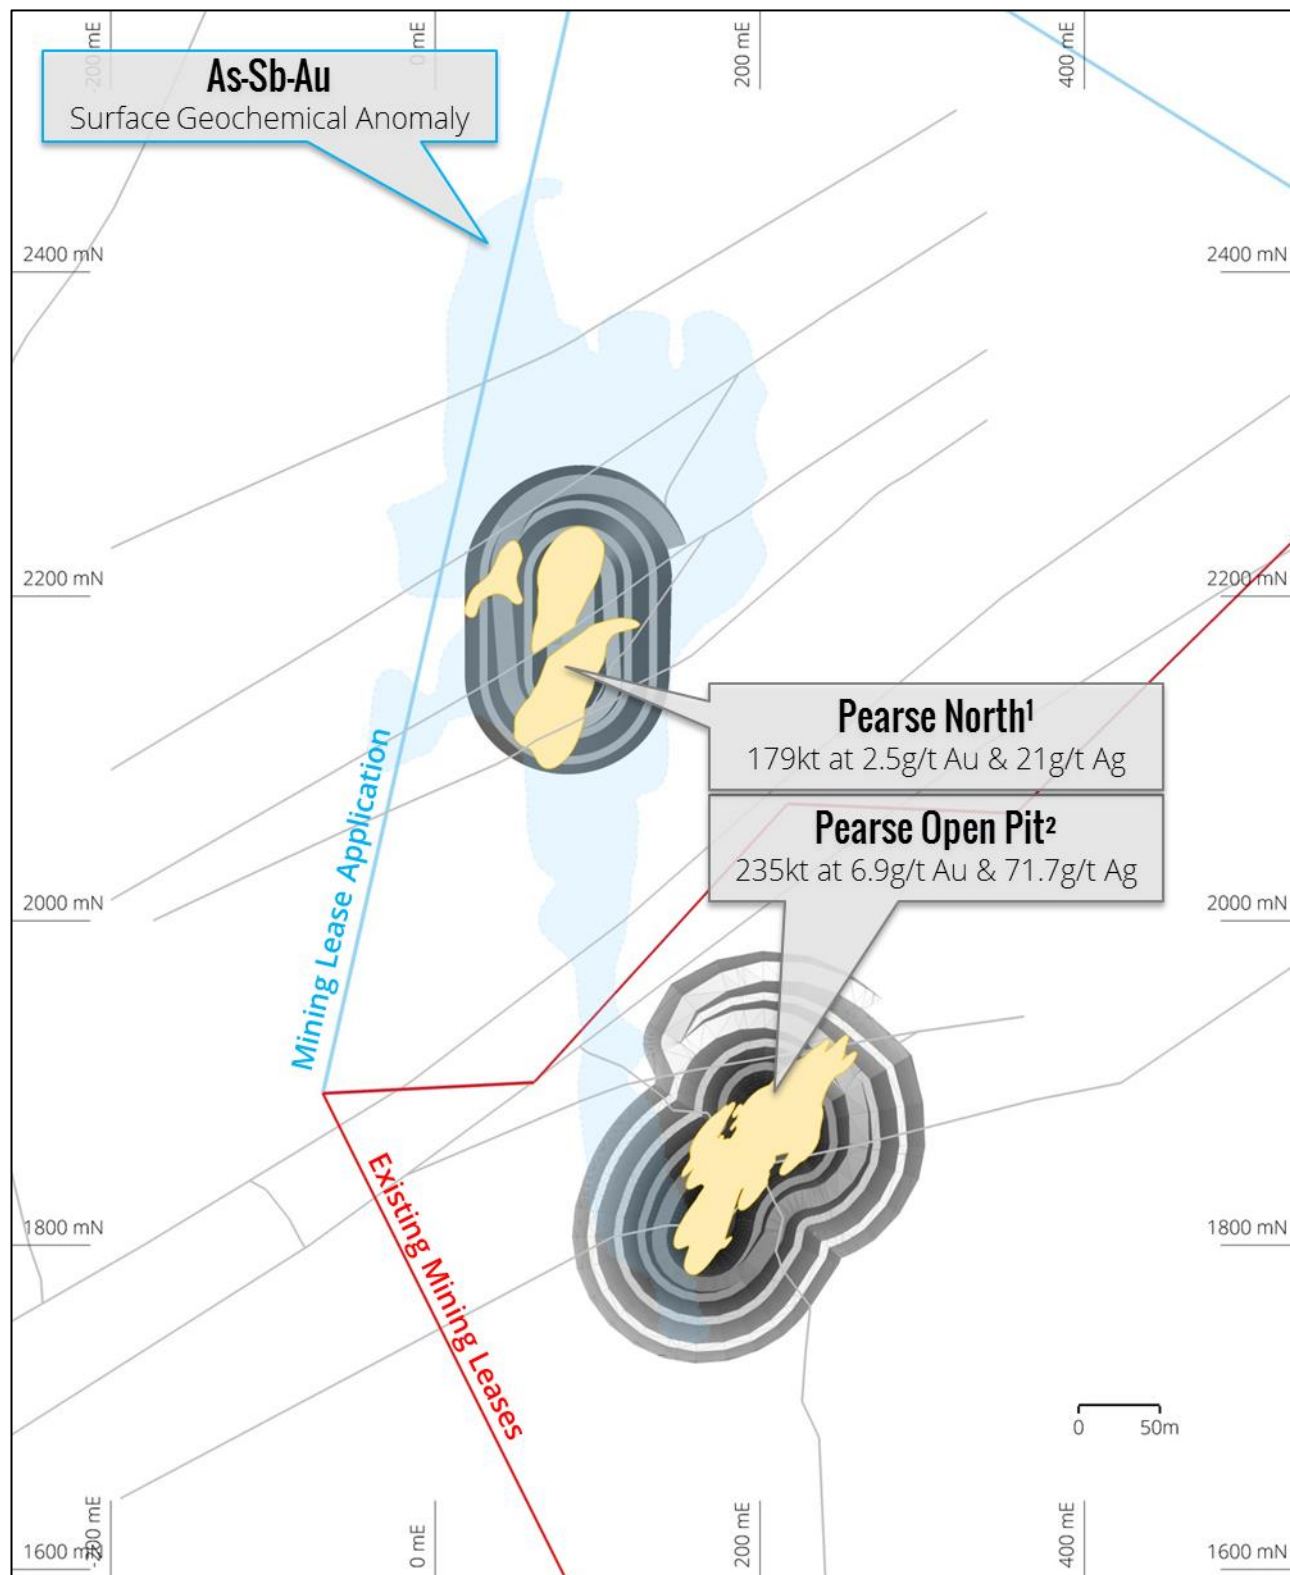 -200 mE
0 mE
200 mE
400 mE
As-Sb-Au
Surface Geochemical Anomaly
2400 mN
2400 mN
2200 mN
2200 mN
Pearse North¹
179kt at 2.5g/t Au & 21g/t Ag
Pearse Open Pit²
235kt at 6.9g/t Au & 71.7g/t Ag
Mining Lease Application
2000 mN
2000 mN
Existing Mining Leases
1800 mN
1800 mN
0 50m
-200 mE
0 mE
200 mE
400 mE
1600 mN
1600 mN